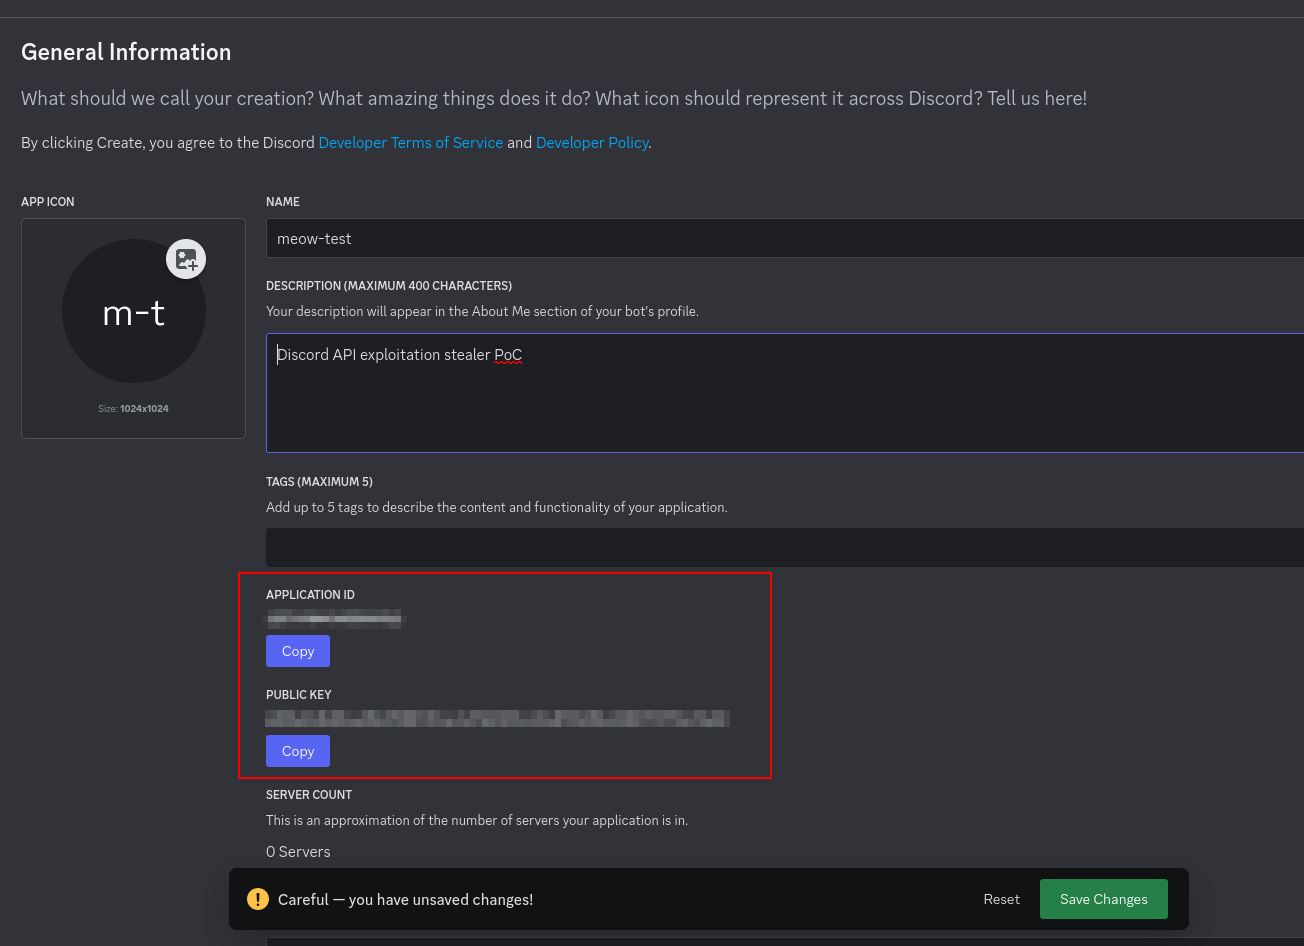 General Information
What should we call your creation? What amazing things does it do? What icon should represent it across Discord? Tell us here!
By clicking Create, you agree to the Discord Developer Terms of Service and Developer Policy.
APP ICON
m-t
Size: 1024x1024
NAME
meow-test
DESCRIPTION (MAXIMUM 400 CHARACTERS)
Your description will appear in the About Me section of your bot's profile.
Discord API exploitation stealer PoC
TAGS (MAXIMUM 5)
Add up to 5 tags to describe the content and functionality of your application.
APPLICATION ID
Copy
PUBLIC KEY
Copy
SERVER COUNT
This is an approximation of the number of servers your application is in.
0 Servers
Careful — you have unsaved changes!
Reset
Save Changes